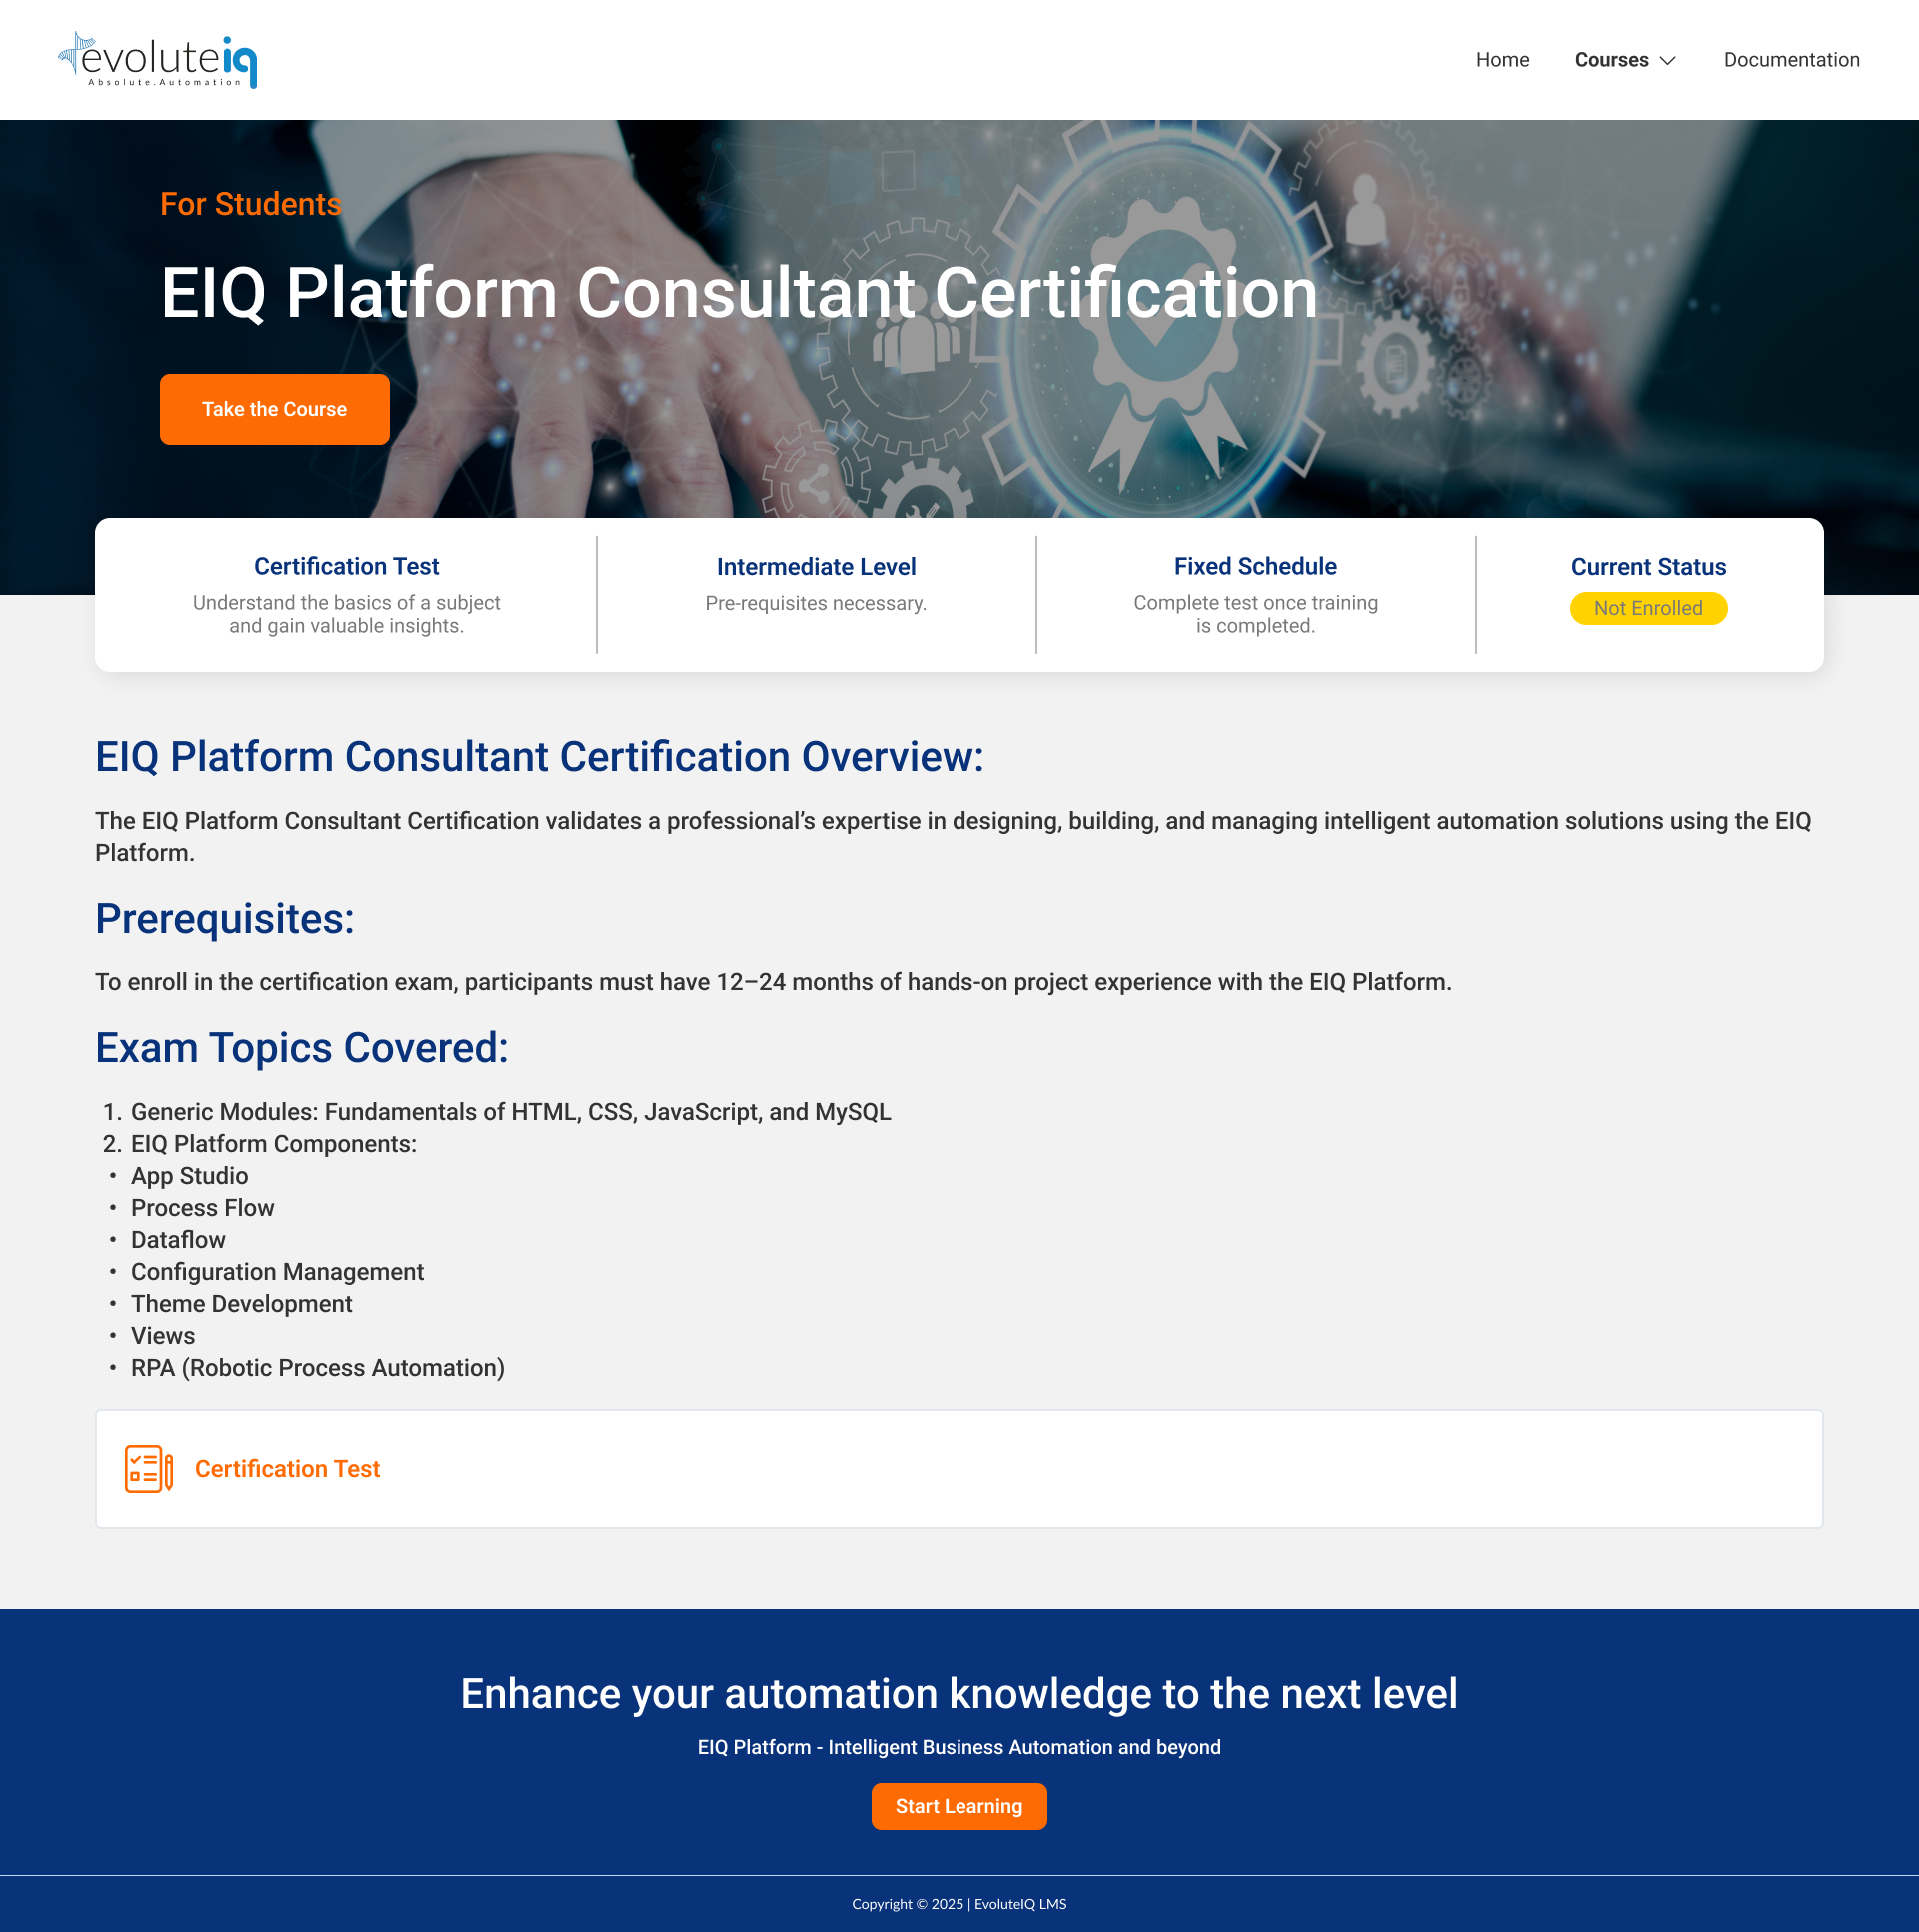 evoluteiq
Absolute.Automation
Home
Courses
Documentation
For Students
EIQ Platform Consultant Certification
Take the Course
Certification Test
Understand the basics of a subject
and gain valuable insights.
Intermediate Level
Pre-requisites necessary.
Fixed Schedule
Complete test once training
is completed.
Current Status
Not Enrolled
EIQ Platform Consultant Certification Overview:
The EIQ Platform Consultant Certification validates a professional’s expertise in designing, building, and managing intelligent automation solutions using the EIQ
Platform.
Prerequisites:
To enroll in the certification exam, participants must have 12–24 months of hands-on project experience with the EIQ Platform.
Exam Topics Covered:
1. Generic Modules: Fundamentals of HTML, CSS, JavaScript, and MySQL
2. EIQ Platform Components:
• App Studio
• Process Flow
• Dataflow
• Configuration Management
• Theme Development
• Views
• RPA (Robotic Process Automation)
Certification Test
Enhance your automation knowledge to the next level
EIQ Platform - Intelligent Business Automation and beyond
Start Learning
Copyright © 2025 | EvoluteIQ LMS